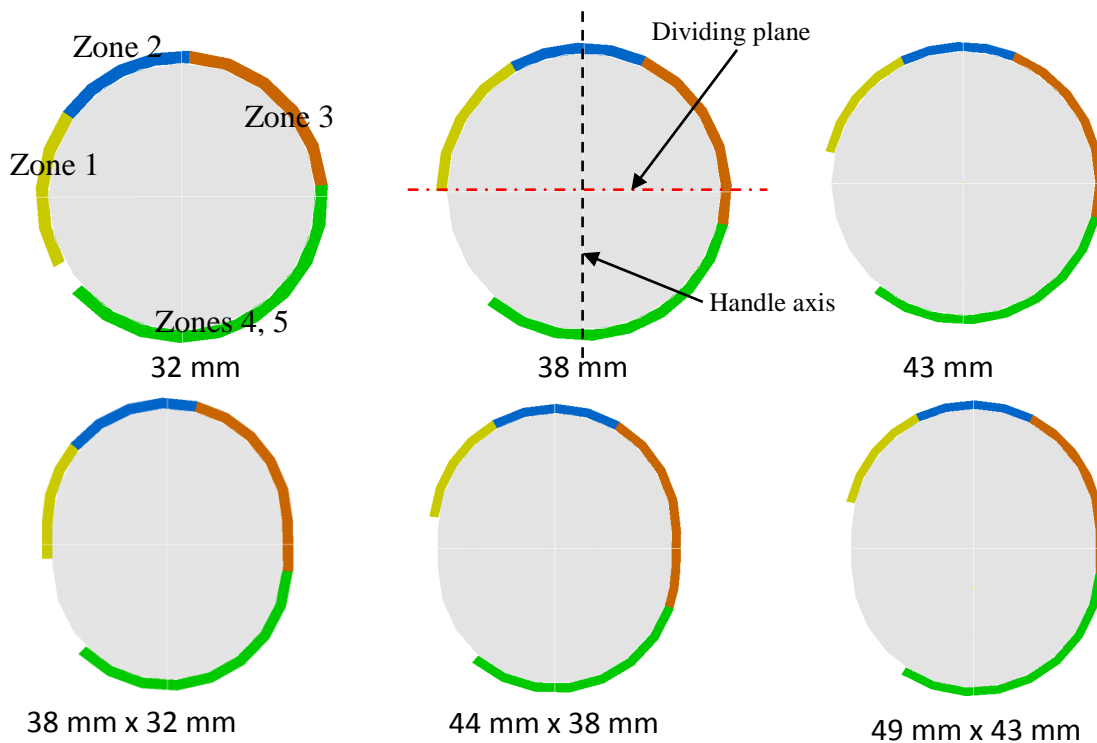 Zone 2
Zone 3
Zone 1
Zones 4, 5
32 mm
Dividing plane
Handle axis
38 mm
43 mm
38 mm x 32 mm
44 mm x 38 mm
49 mm x 43 mm